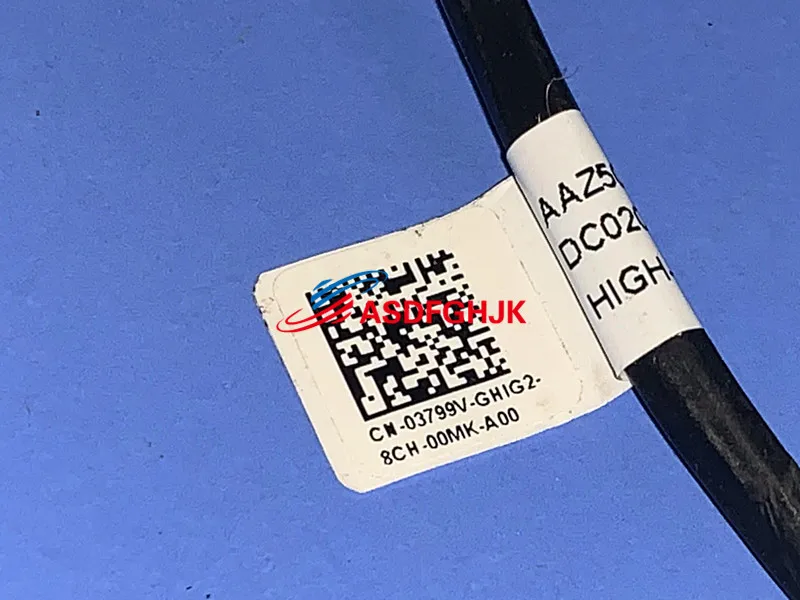 AAZ5
DC02
HIGH
ASDFGHJK
CN-03799V-GHIG2-
8CH-00MK-A00